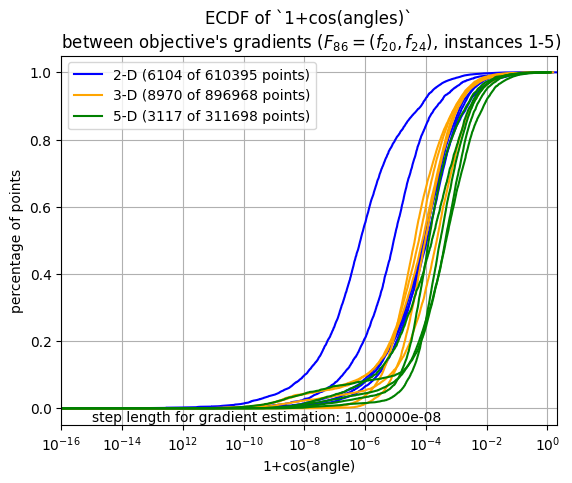 ECDF of `1+cos(angles)`
between objective's gradients (F86 = (f20, f24), instances 1-5)
2-D (6104 of 610395 points)
3-D (8970 of 896968 points)
5-D (3117 of 311698 points)
percentage of points
1.0
0.8
0.6
0.4
0.2
0.0
step length for gradient estimation: 1.000000e-08
10^-16 10^-14 10^-12 10^-10 10^-8 10^-6 10^-4 10^-2 10^0
1+cos(angle)